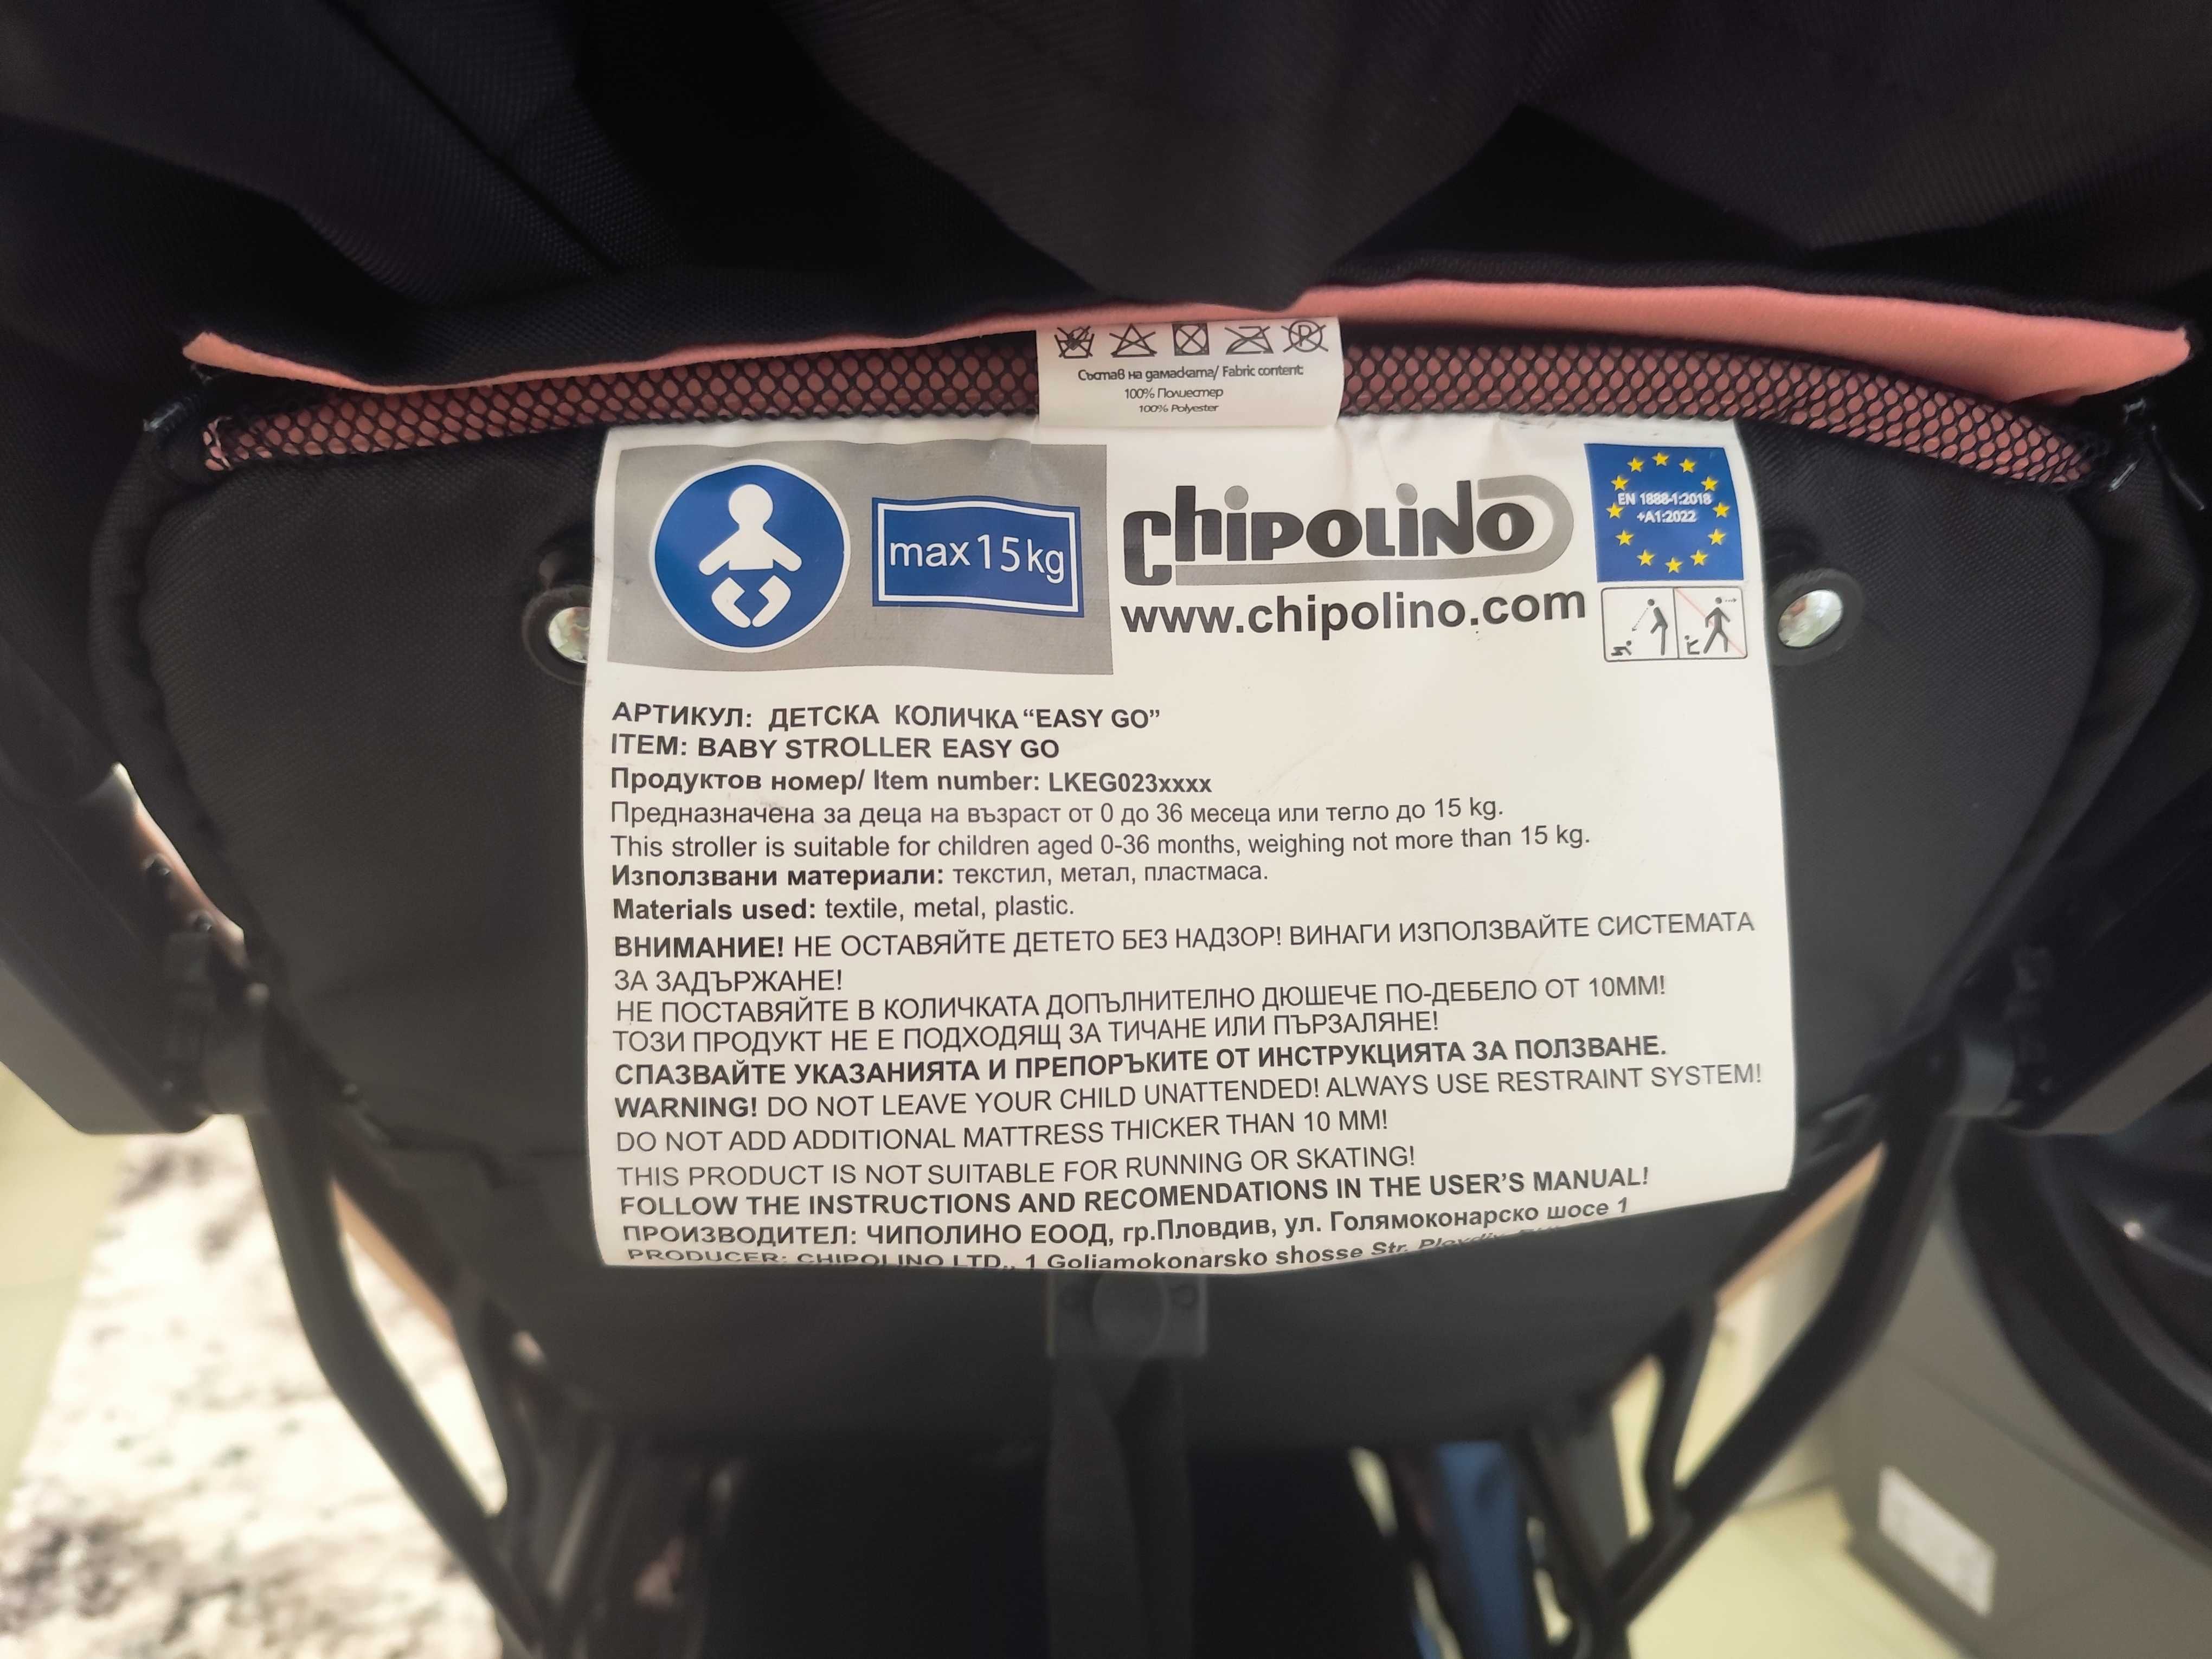 Състав на дамаската/ Fabric content:
100% Полиестер
100% Polyester
max 15 kg
chipolino
www.chipolino.com
EN 1888-1:2018
+A1:2022
АРТИКУЛ: ДЕТСКА КОЛИЧКА “EASY GO”
ITEM: BABY STROLLER EASY GO
Продуктов номер/ Item number: LKEG023xxxx
Предназначена за деца на възраст от 0 до 36 месеца или тегло до 15 kg.
This stroller is suitable for children aged 0-36 months, weighing not more than 15 kg.
Използвани материали: текстил, метал, пластмаса.
Materials used: textile, metal, plastic.
ВНИМАНИЕ! НЕ ОСТАВЯЙТЕ ДЕТЕТО БЕЗ НАДЗОР! ВИНАГИ ИЗПОЛЗВАЙТЕ СИСТЕМАТА
ЗА ЗАДЪРЖАНЕ!
НЕ ПОСТАВЯЙТЕ В КОЛИЧКАТА ДОПЪЛНИТЕЛНО ДЮШЕЧЕ ПО-ДЕБЕЛО ОТ 10ММ!
ТОЗИ ПРОДУКТ НЕ Е ПОДХОДЯЩ ЗА ТИЧАНЕ ИЛИ ПЪРЗАЛЯНЕ!
СПАЗВАЙТЕ УКАЗАНИЯТА И ПРЕПОРЪКИТЕ ОТ ИНСТРУКЦИЯТА ЗА ПОЛЗВАНЕ.
WARNING! DO NOT LEAVE YOUR CHILD UNATTENDED! ALWAYS USE RESTRAINT SYSTEM!
DO NOT ADD ADDITIONAL MATTRESS THICKER THAN 10 MM!
THIS PRODUCT IS NOT SUITABLE FOR RUNNING OR SKATING!
FOLLOW THE INSTRUCTIONS AND RECOMENDATIONS IN THE USER’S MANUAL!
ПРОИЗВОДИТЕЛ: ЧИПОЛИНО ЕООД, гр.Пловдив, ул. Голямоконарско шосе 1
PRODUCER: CHIPOLINO LTD., 1 Goliamokonarsko shosse Str. Plovdiv